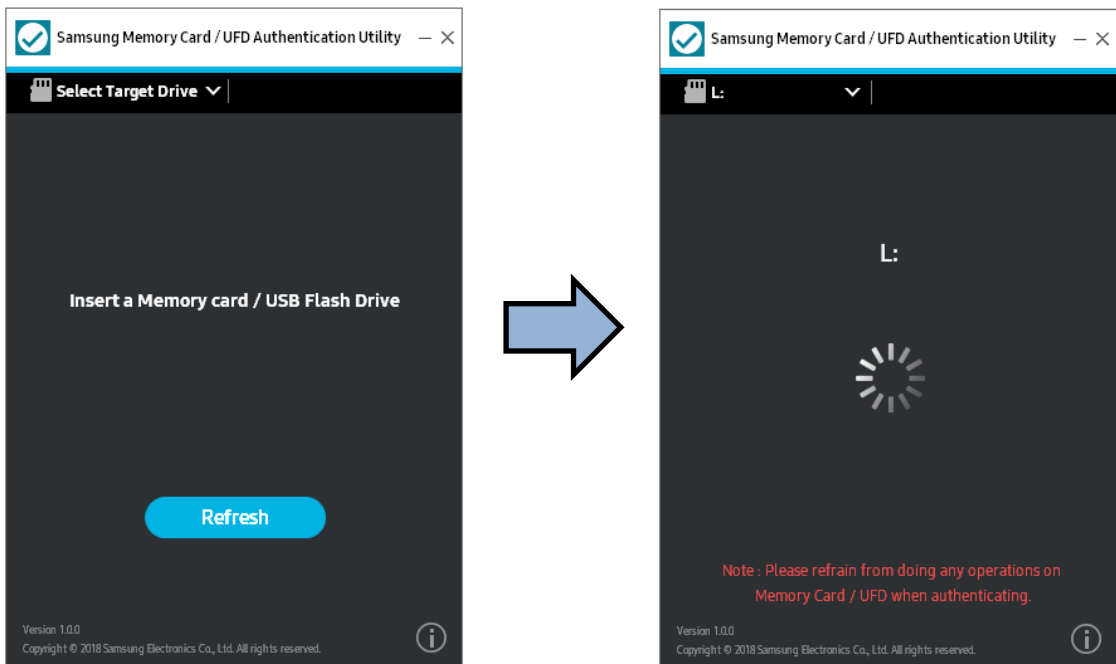 Samsung Memory Card / UFD Authentication Utility
Select Target Drive
Insert a Memory card / USB Flash Drive
Refresh
Version 1.0.0
Copyright © 2018 Samsung Electronics Co., Ltd. All rights reserved.
Samsung Memory Card / UFD Authentication Utility
L:
L:
Note : Please refrain from doing any operations on
Memory Card / UFD when authenticating.
Version 1.0.0
Copyright © 2018 Samsung Electronics Co., Ltd. All rights reserved.